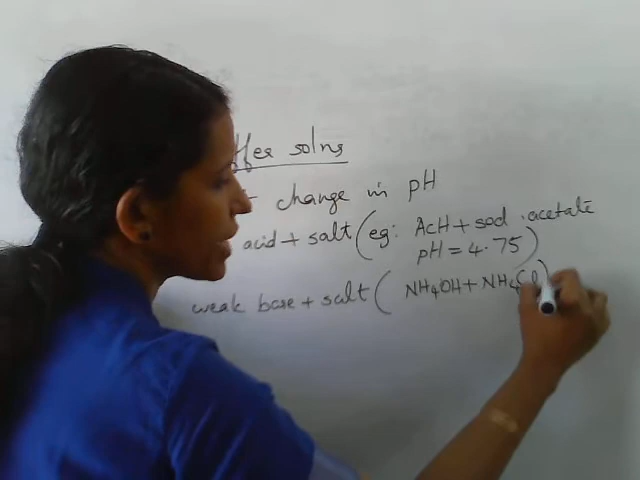 ffer solns
change in pH
acid + salt (eg: AcH + sod. acetate
pH = 4.75)
weak base + salt (NH₄OH + NH₄Cl)